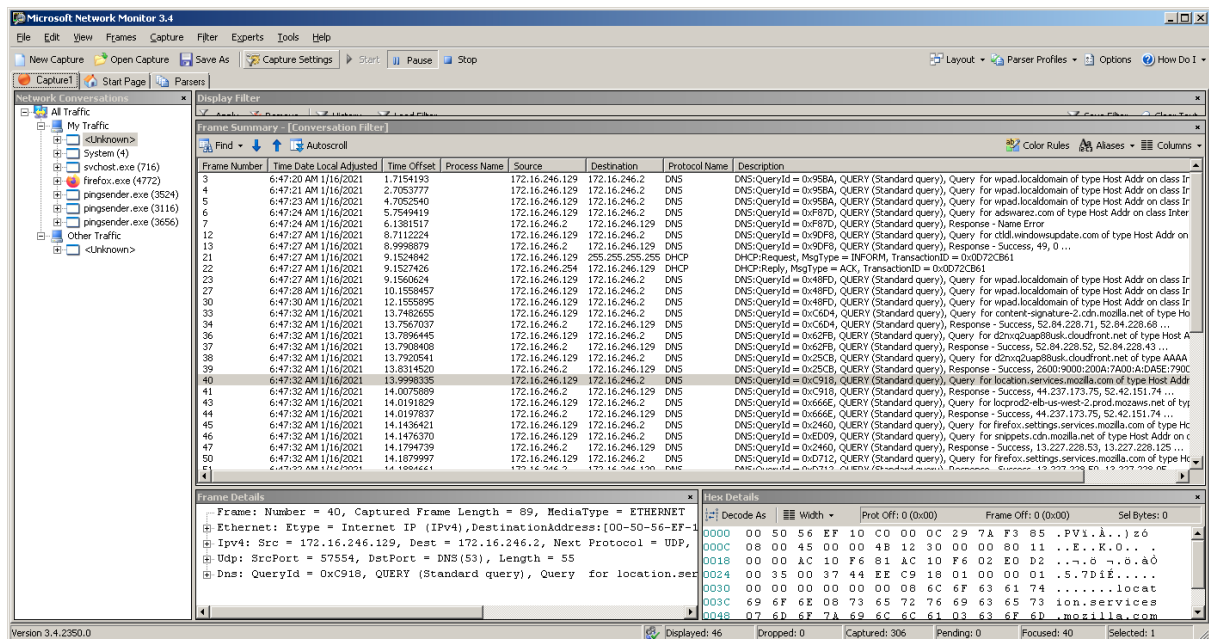 Microsoft Network Monitor 3.4
File Edit View Frames Capture Filter Experts Tools Help
New Capture Open Capture Save As Capture Settings Start Pause Stop Layout Parser Profiles Options How Do I
Capture1 Start Page Parsers
Network Conversations
All Traffic
My Traffic
<Unknown>
System (4)
svchost.exe (716)
firefox.exe (4772)
pingsender.exe (3524)
pingsender.exe (3116)
pingsender.exe (3656)
Other Traffic
<Unknown>
Display Filter
Frame Summary - [Conversation Filter]
Find Autoscroll Color Rules Aliases Columns
Frame Number Time Date Local Adjusted Time Offset Process Name Source Destination Protocol Name Description
3 6:47:20 AM 1/16/2021 1.7154193 172.16.246.129 172.16.246.2 DNS DNS:QueryId = 0x95BA, QUERY (Standard query), Query for wpad.localdomain of type Host Addr on class Ir
4 6:47:21 AM 1/16/2021 2.7053777 172.16.246.129 172.16.246.2 DNS DNS:QueryId = 0x95BA, QUERY (Standard query), Query for wpad.localdomain of type Host Addr on class Ir
5 6:47:23 AM 1/16/2021 4.7052540 172.16.246.129 172.16.246.2 DNS DNS:QueryId = 0x95BA, QUERY (Standard query), Query for wpad.localdomain of type Host Addr on class Ir
6 6:47:24 AM 1/16/2021 5.7549419 172.16.246.129 172.16.246.2 DNS DNS:QueryId = 0xF87D, QUERY (Standard query), Query for adswarez.com of type Host Addr on class Inter
7 6:47:24 AM 1/16/2021 6.1381517 172.16.246.2 172.16.246.129 DNS DNS:QueryId = 0xF87D, QUERY (Standard query), Response - Name Error
12 6:47:27 AM 1/16/2021 8.7112224 172.16.246.129 172.16.246.2 DNS DNS:QueryId = 0x9DF8, QUERY (Standard query), Query for ctldl.windowsupdate.com of type Host Addr on
13 6:47:27 AM 1/16/2021 8.9998879 172.16.246.2 172.16.246.129 DNS DNS:QueryId = 0x9DF8, QUERY (Standard query), Response - Success, 49, 0 ...
21 6:47:27 AM 1/16/2021 9.1524842 172.16.246.129 255.255.255.255 DHCP DHCP:Request, MsgType = INFORM, TransactionID = 0x0D72CB61
22 6:47:27 AM 1/16/2021 9.1527426 172.16.246.254 172.16.246.129 DHCP DHCP:Reply, MsgType = ACK, TransactionID = 0x0D72CB61
23 6:47:27 AM 1/16/2021 9.1560624 172.16.246.129 172.16.246.2 DNS DNS:QueryId = 0x48FD, QUERY (Standard query), Query for wpad.localdomain of type Host Addr on class Ir
27 6:47:28 AM 1/16/2021 10.1558457 172.16.246.129 172.16.246.2 DNS DNS:QueryId = 0x48FD, QUERY (Standard query), Query for wpad.localdomain of type Host Addr on class Ir
30 6:47:30 AM 1/16/2021 12.1555895 172.16.246.129 172.16.246.2 DNS DNS:QueryId = 0x48FD, QUERY (Standard query), Query for wpad.localdomain of type Host Addr on class Ir
33 6:47:32 AM 1/16/2021 13.7482655 172.16.246.129 172.16.246.2 DNS DNS:QueryId = 0xC6D4, QUERY (Standard query), Query for content-signature-2.cdn.mozilla.net of type Ho
34 6:47:32 AM 1/16/2021 13.7567037 172.16.246.2 172.16.246.129 DNS DNS:QueryId = 0xC6D4, QUERY (Standard query), Response - Success, 52.84.228.71, 52.84.228.68 ...
36 6:47:32 AM 1/16/2021 13.7896445 172.16.246.129 172.16.246.2 DNS DNS:QueryId = 0x62FB, QUERY (Standard query), Query for d2nxq2uap88usk.cloudfront.net of type Host A
37 6:47:32 AM 1/16/2021 13.7908408 172.16.246.2 172.16.246.129 DNS DNS:QueryId = 0x62FB, QUERY (Standard query), Response - Success, 52.84.228.52, 52.84.228.43 ...
38 6:47:32 AM 1/16/2021 13.7920541 172.16.246.129 172.16.246.2 DNS DNS:QueryId = 0x25CB, QUERY (Standard query), Query for d2nxq2uap88usk.cloudfront.net of type AAAA
39 6:47:32 AM 1/16/2021 13.8314520 172.16.246.2 172.16.246.129 DNS DNS:QueryId = 0x25CB, QUERY (Standard query), Response - Success, 2600:9000:200A:7A00:A:DA5E:790C
40 6:47:32 AM 1/16/2021 13.9998335 172.16.246.129 172.16.246.2 DNS DNS:QueryId = 0xC918, QUERY (Standard query), Query for location.services.mozilla.com of type Host Addr
41 6:47:32 AM 1/16/2021 14.0075889 172.16.246.2 172.16.246.129 DNS DNS:QueryId = 0xC918, QUERY (Standard query), Response - Success, 44.237.173.75, 52.42.151.74 ...
43 6:47:32 AM 1/16/2021 14.0191829 172.16.246.129 172.16.246.2 DNS DNS:QueryId = 0x666E, QUERY (Standard query), Query for locprod2-elb-us-west-2.prod.mozaws.net of typ
44 6:47:32 AM 1/16/2021 14.0197837 172.16.246.2 172.16.246.129 DNS DNS:QueryId = 0x666E, QUERY (Standard query), Response - Success, 44.237.173.75, 52.42.151.74 ...
45 6:47:32 AM 1/16/2021 14.1436421 172.16.246.129 172.16.246.2 DNS DNS:QueryId = 0x2460, QUERY (Standard query), Query for firefox.settings.services.mozilla.com of type Hc
46 6:47:32 AM 1/16/2021 14.1476370 172.16.246.129 172.16.246.2 DNS DNS:QueryId = 0xED09, QUERY (Standard query), Query for snippets.cdn.mozilla.net of type Host Addr on c
47 6:47:32 AM 1/16/2021 14.1794739 172.16.246.2 172.16.246.129 DNS DNS:QueryId = 0x2460, QUERY (Standard query), Response - Success, 13.227.228.53, 13.227.228.125 ...
50 6:47:32 AM 1/16/2021 14.1879997 172.16.246.129 172.16.246.2 DNS DNS:QueryId = 0xD712, QUERY (Standard query), Query for firefox.settings.services.mozilla.com of type Hc
Frame Details
Frame: Number = 40, Captured Frame Length = 89, MediaType = ETHERNET
Ethernet: Etype = Internet IP (IPv4),DestinationAddress:[00-50-56-EF-1
Ipv4: Src = 172.16.246.129, Dest = 172.16.246.2, Next Protocol = UDP,
Udp: SrcPort = 57554, DstPort = DNS(53), Length = 55
Dns: QueryId = 0xC918, QUERY (Standard query), Query for location.ser
Hex Details
Decode As Width Prot Off: 0 (0x00) Frame Off: 0 (0x00) Sel Bytes: 0
0000 00 50 56 EF 10 C0 00 0C 29 7A F3 85 .PVï.À..)zó
000C 08 00 45 00 00 4B 12 30 00 00 80 11 ..E..K.0..
0018 00 00 AC 10 F6 81 AC 10 F6 02 E0 D2 ..¬.ö.¬.ö.àÒ
0024 00 35 00 37 44 EE C9 18 01 00 00 01 .5.7DîÉ.....
0030 00 00 00 00 00 00 08 6C 6F 63 61 74 .......locat
003C 69 6F 6E 08 73 65 72 76 69 63 65 73 ion.services
0048 07 6D 6F 7A 69 6C 6C 61 03 63 6F 6D .mozilla.com
Version 3.4.2350.0 Displayed: 46 Dropped: 0 Captured: 306 Pending: 0 Focused: 40 Selected: 1